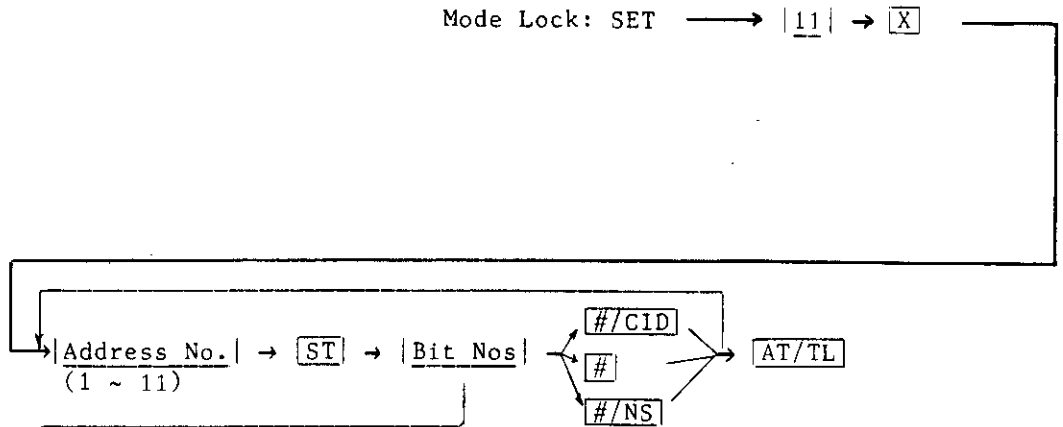 Mode Lock: SET → |11| → X
#/CID
|Address No.| → ST → |Bit Nos| → # → AT/TL
(1 ~ 11)
#/NS